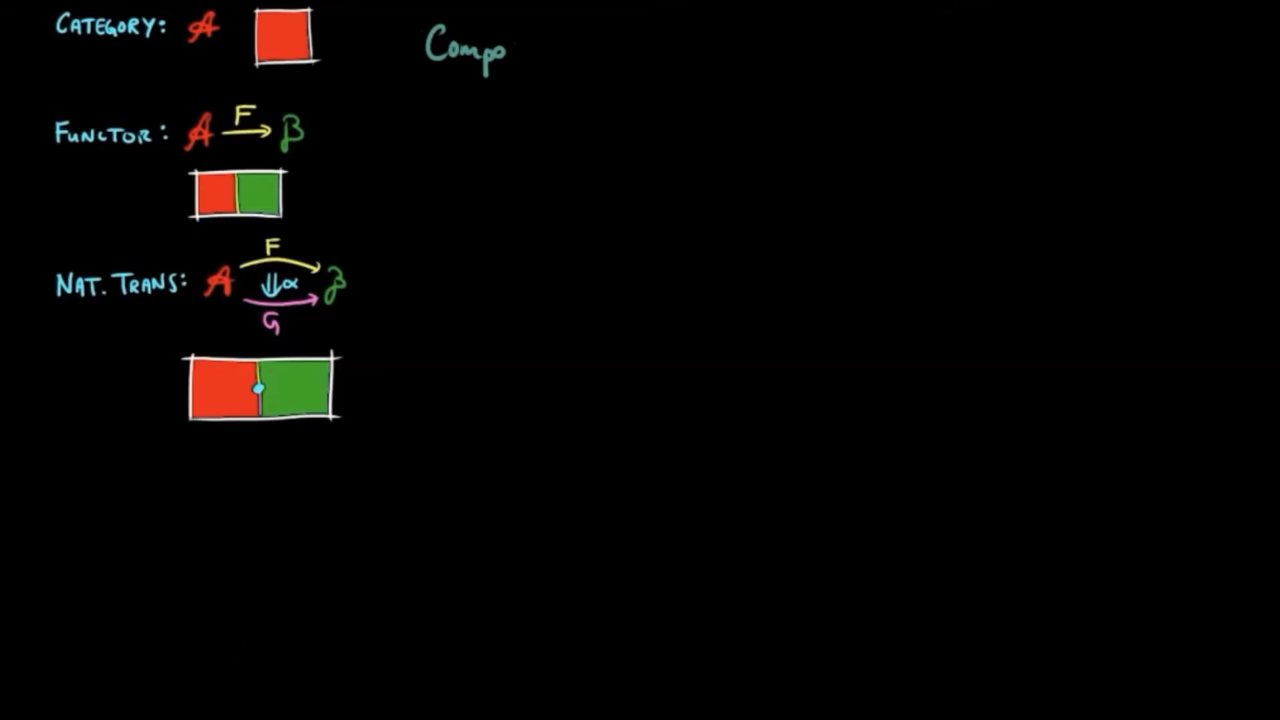 CATEGORY: A
Compo
FUNCTOR: A F→ B
F
NAT. TRANS: A ⇓α B
G